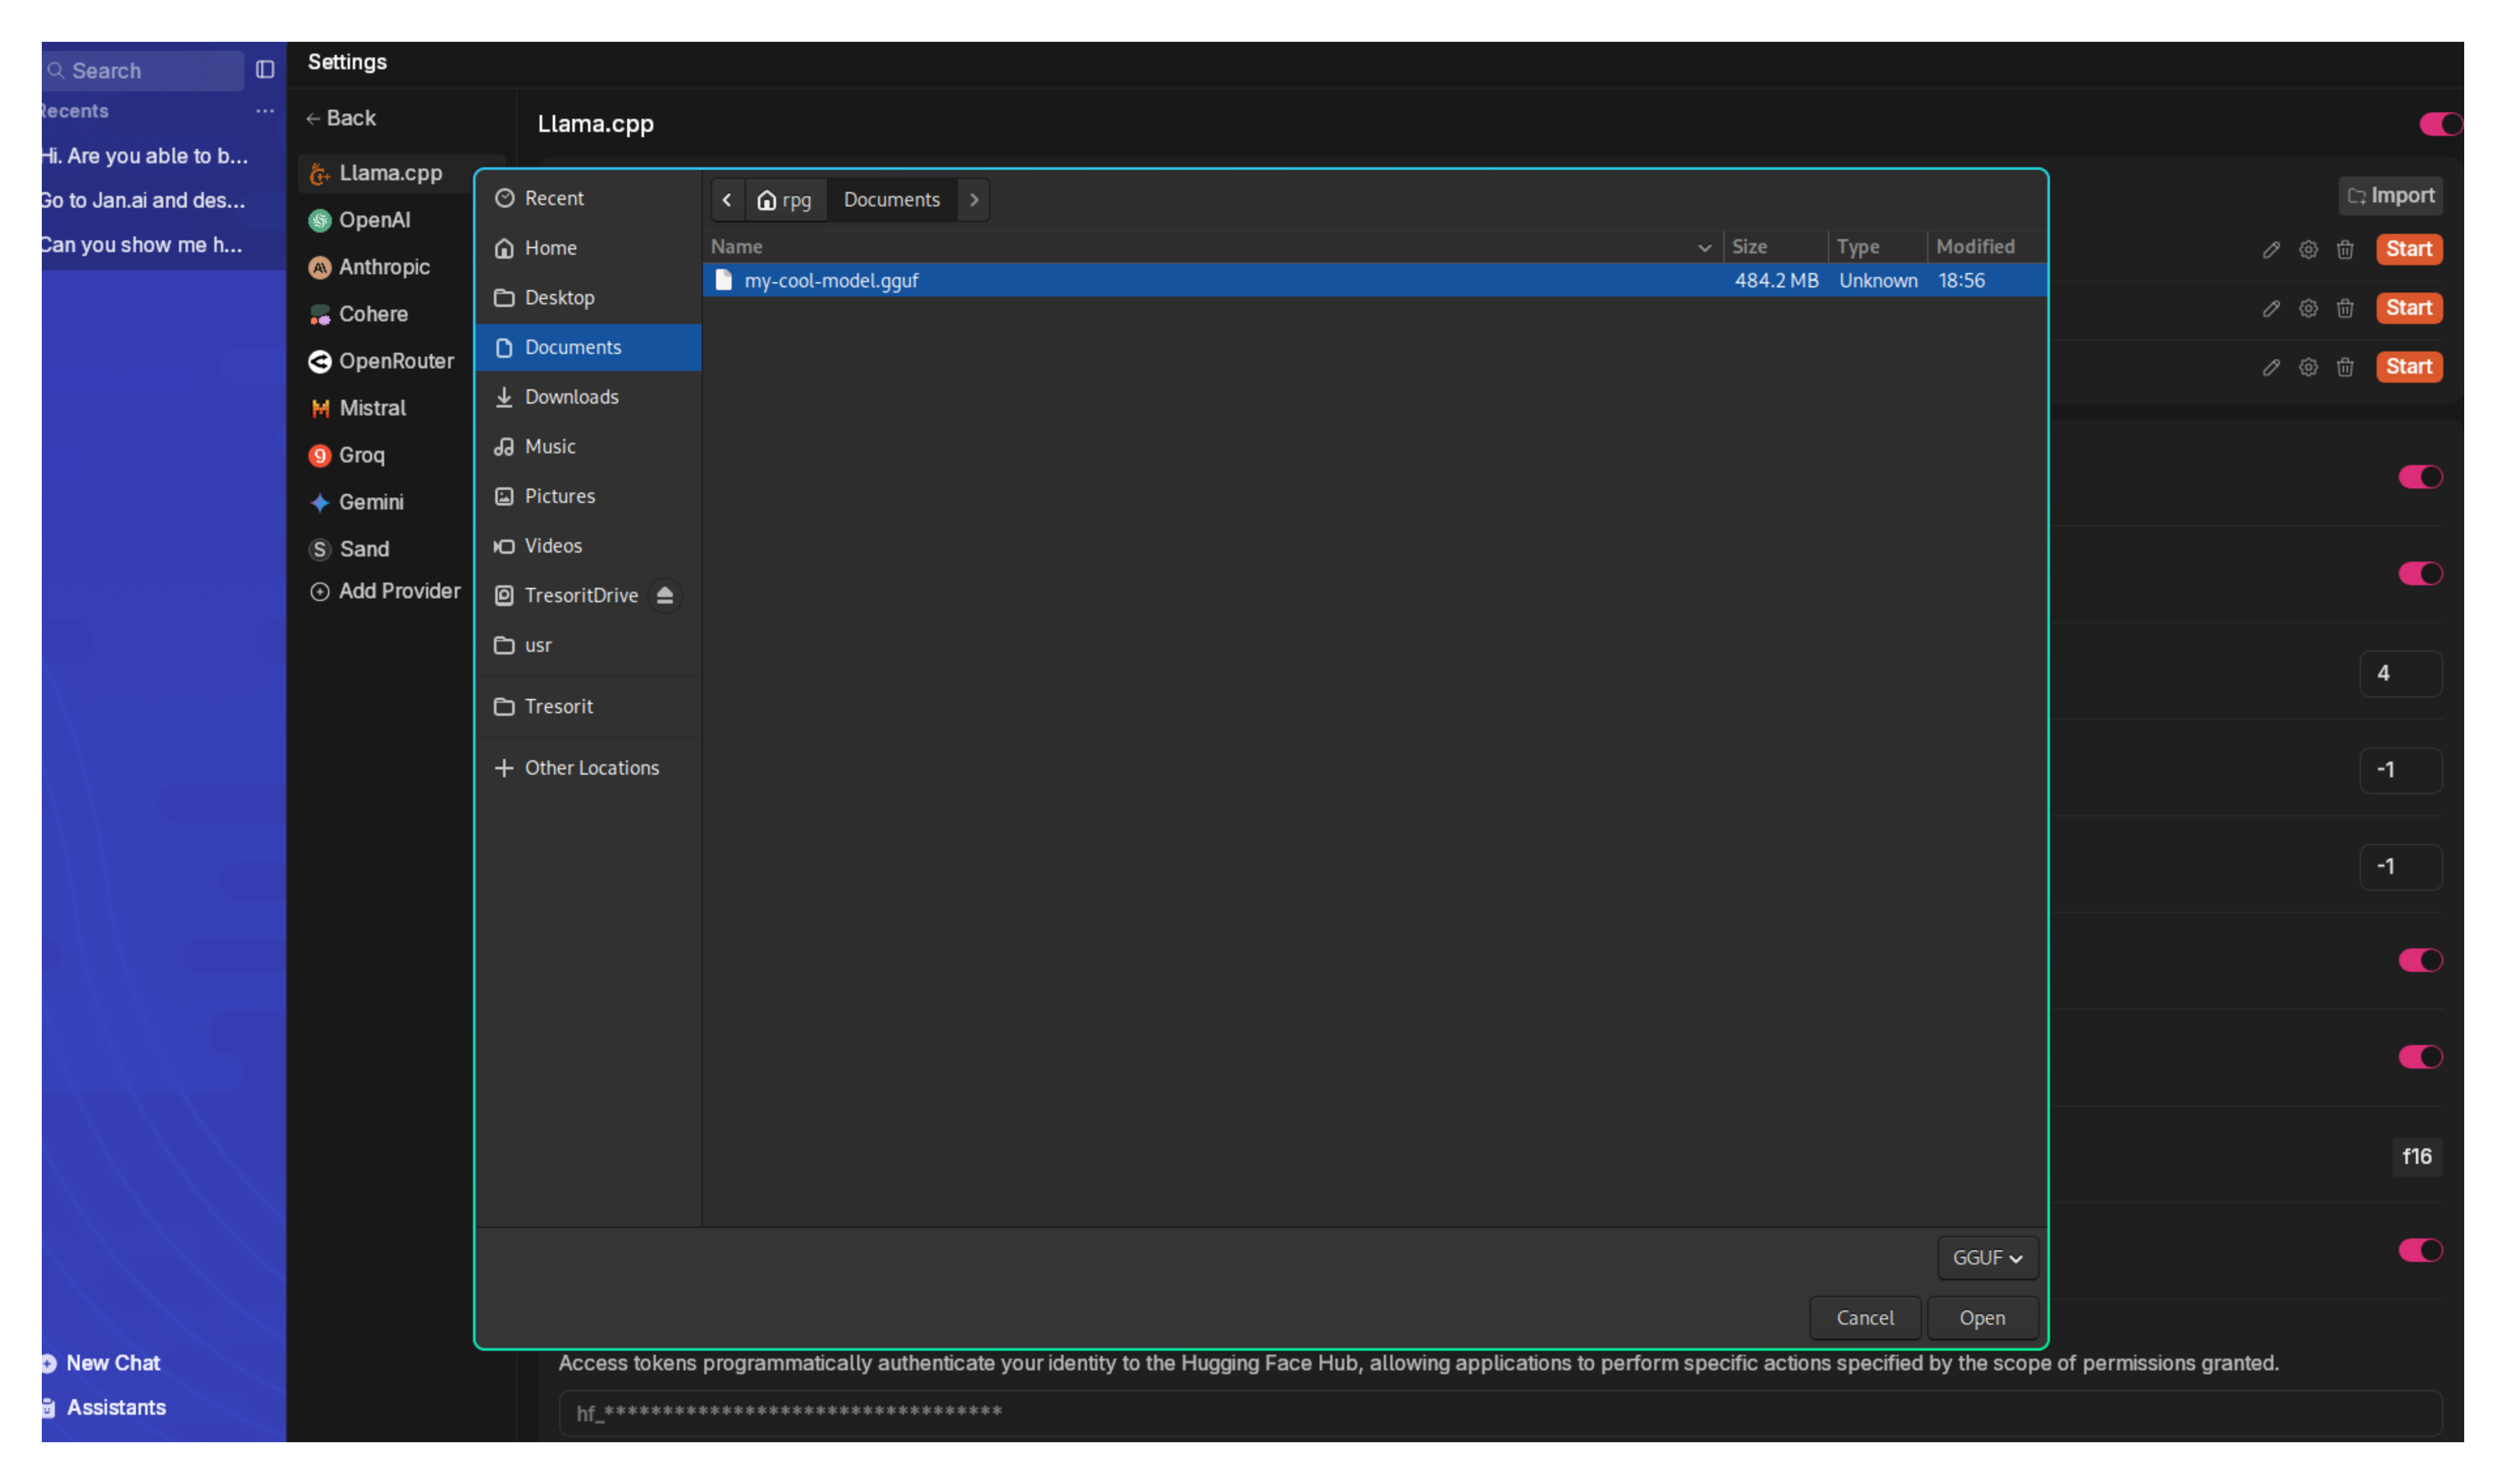 Search
Settings
Recents
Hi. Are you able to b...
Go to Jan.ai and des...
Can you show me h...
New Chat
Assistants
Back
Llama.cpp
OpenAI
Anthropic
Cohere
OpenRouter
Mistral
Groq
Gemini
Sand
Add Provider
Llama.cpp
Import
Start
Start
Start
4
-1
-1
f16
Recent
Home
Desktop
Documents
Downloads
Music
Pictures
Videos
TresoritDrive
usr
Tresorit
Other Locations
rpg Documents
Name Size Type Modified
my-cool-model.gguf 484.2 MB Unknown 18:56
GGUF
Cancel Open
Access tokens programmatically authenticate your identity to the Hugging Face Hub, allowing applications to perform specific actions specified by the scope of permissions granted.
hf_**********************************